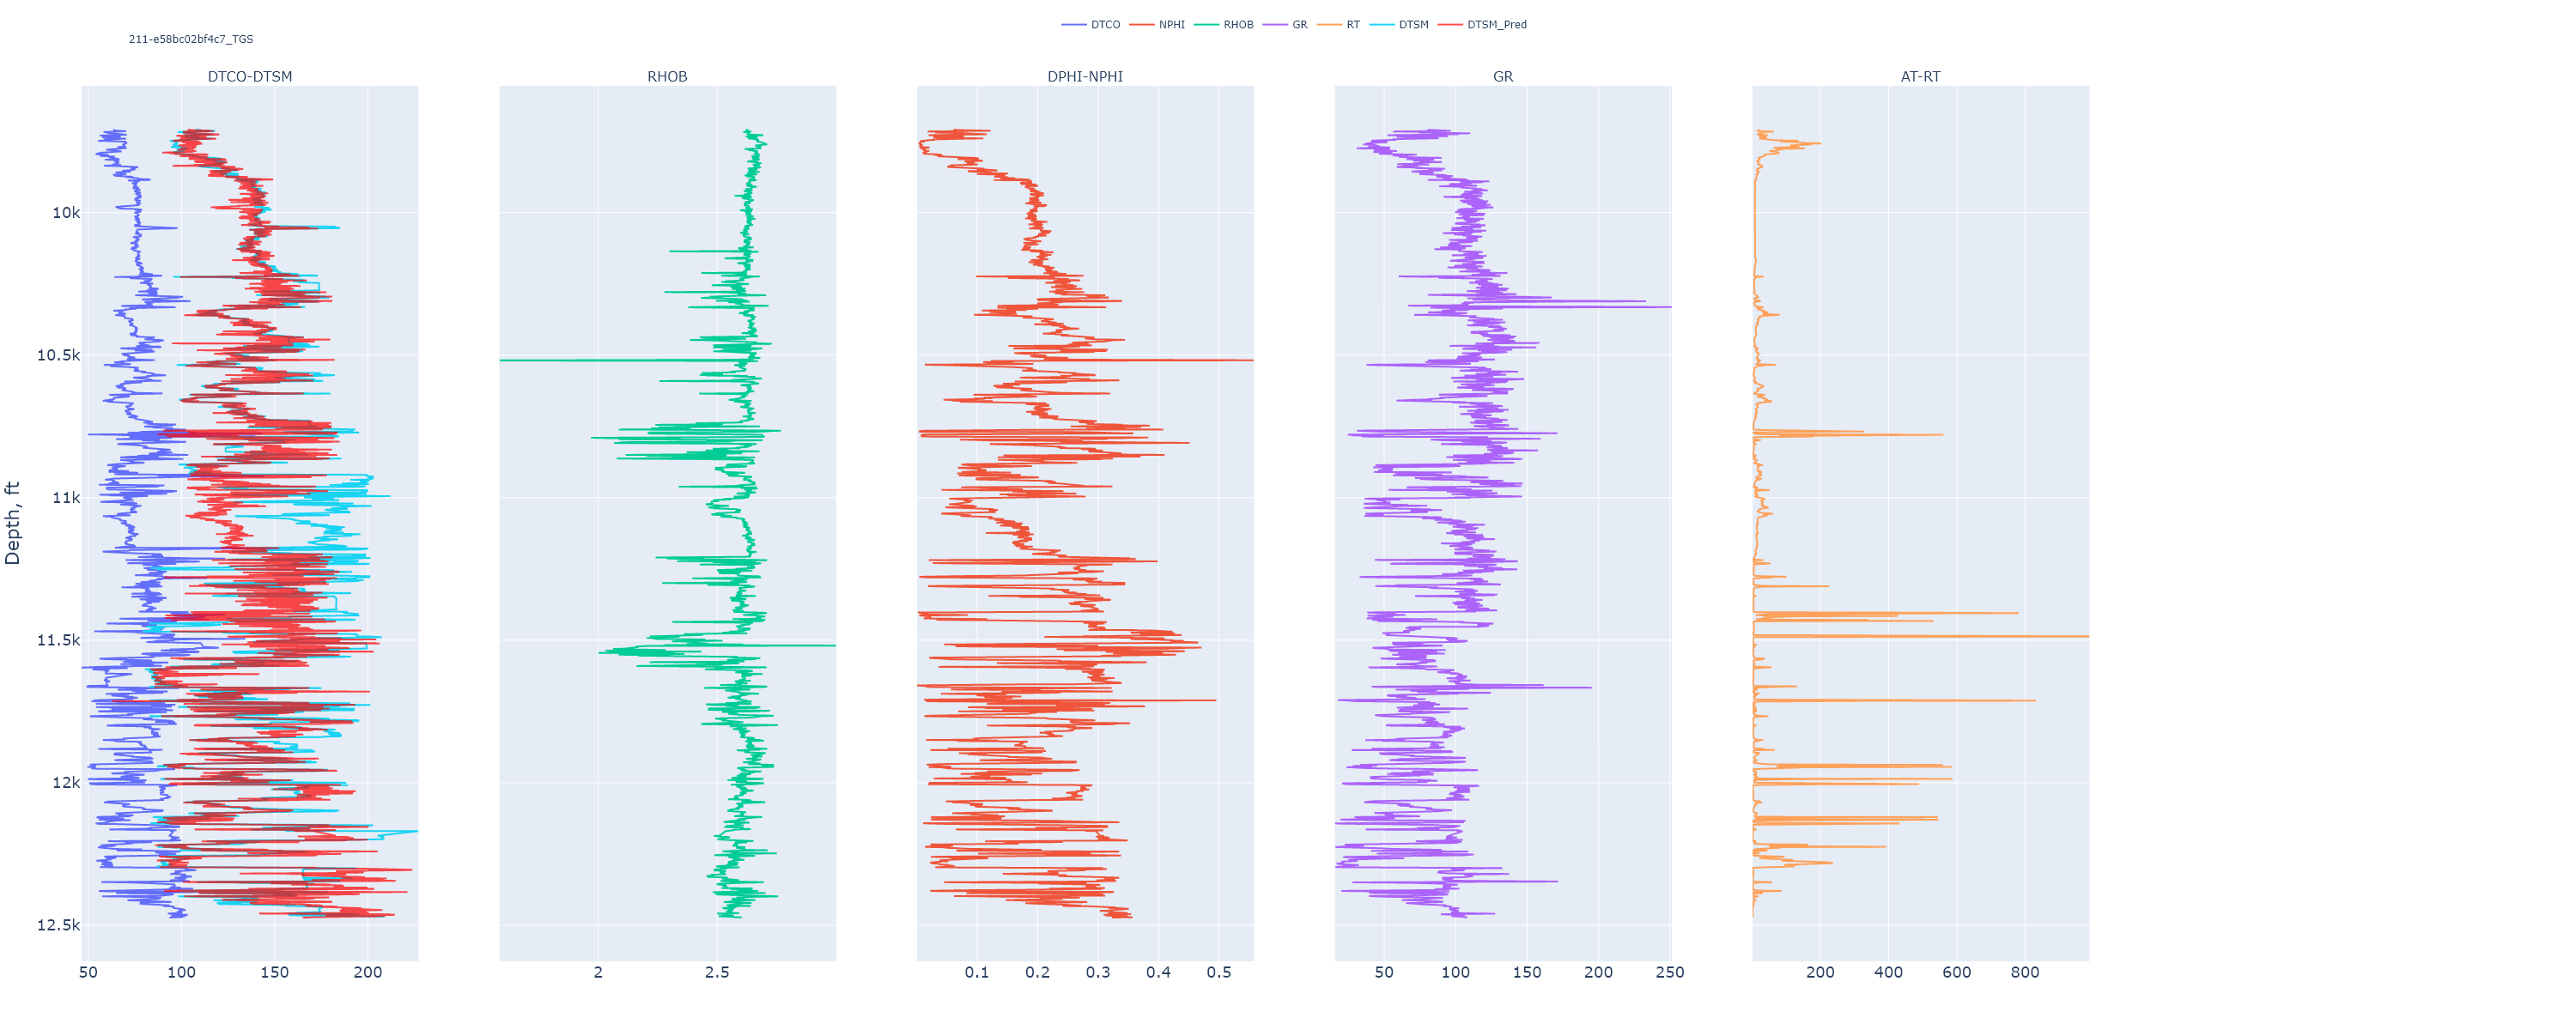 DTCO NPHI RHOB GR RT DTSM DTSM_Pred
211-e58bc02bf4c7_TGS
DTCO-DTSM RHOB DPHI-NPHI GR AT-RT
Depth, ft
10k
10.5k
11k
11.5k
12k
12.5k
50 100 150 200 2 2.5 0.1 0.2 0.3 0.4 0.5 50 100 150 200 250 200 400 600 800